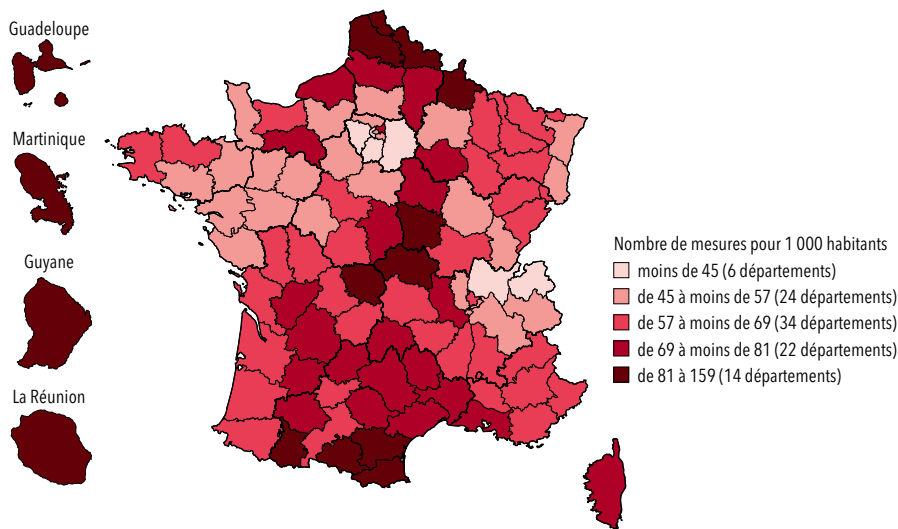 Guadeloupe
Martinique
Guyane
La Réunion
Nombre de mesures pour 1 000 habitants
moins de 45 (6 départements)
de 45 à moins de 57 (24 départements)
de 57 à moins de 69 (34 départements)
de 69 à moins de 81 (22 départements)
de 81 à 159 (14 départements)